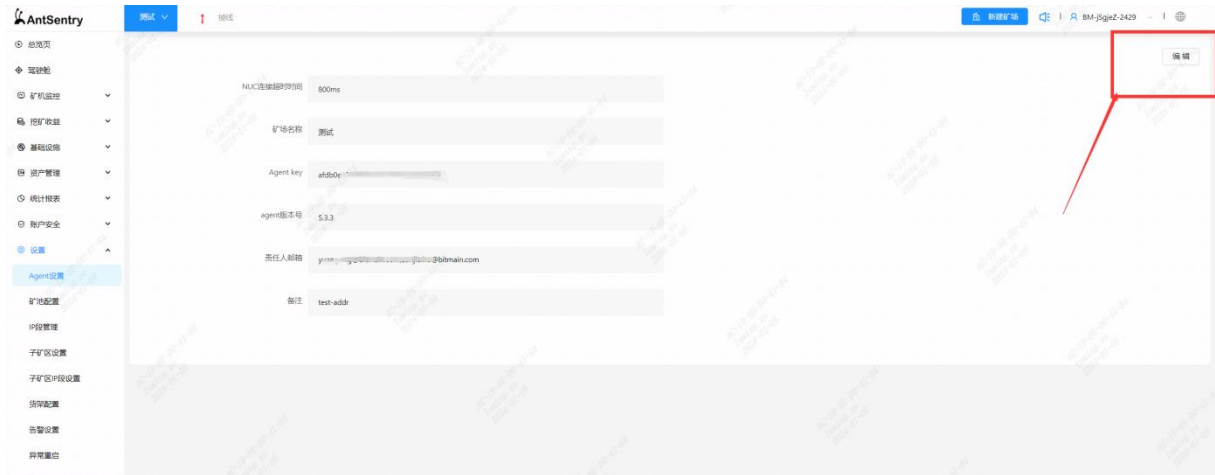 AntSentry
测试
掉线
新建矿场
BM-jSgjeZ-2429
总览页
驾驶舱
矿机监控
挖矿收益
基础设施
资产管理
统计报表
账户安全
设置
Agent设置
矿池配置
IP段管理
子矿区设置
子矿区IP段设置
货架配置
告警设置
异常重启
编辑
NUC连接超时时间
800ms
矿场名称
测试
Agent key
afdb0
agent版本号
5.3.3
责任人邮箱
@bitmain.com
备注
test-addr